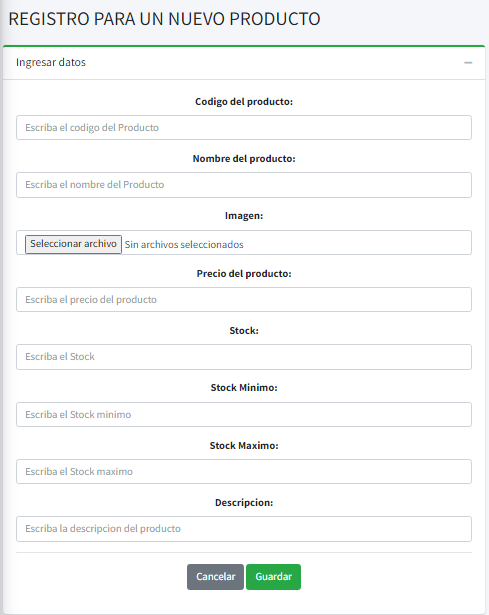 REGISTRO PARA UN NUEVO PRODUCTO
Ingresar datos
Codigo del producto:
Escriba el codigo del Producto
Nombre del producto:
Escriba el nombre del Producto
Imagen:
Seleccionar archivo Sin archivos seleccionados
Precio del producto:
Escriba el precio del producto
Stock:
Escriba el Stock
Stock Minimo:
Escriba el Stock minimo
Stock Maximo:
Escriba el Stock maximo
Descripcion:
Escriba la descripcion del producto
Cancelar Guardar